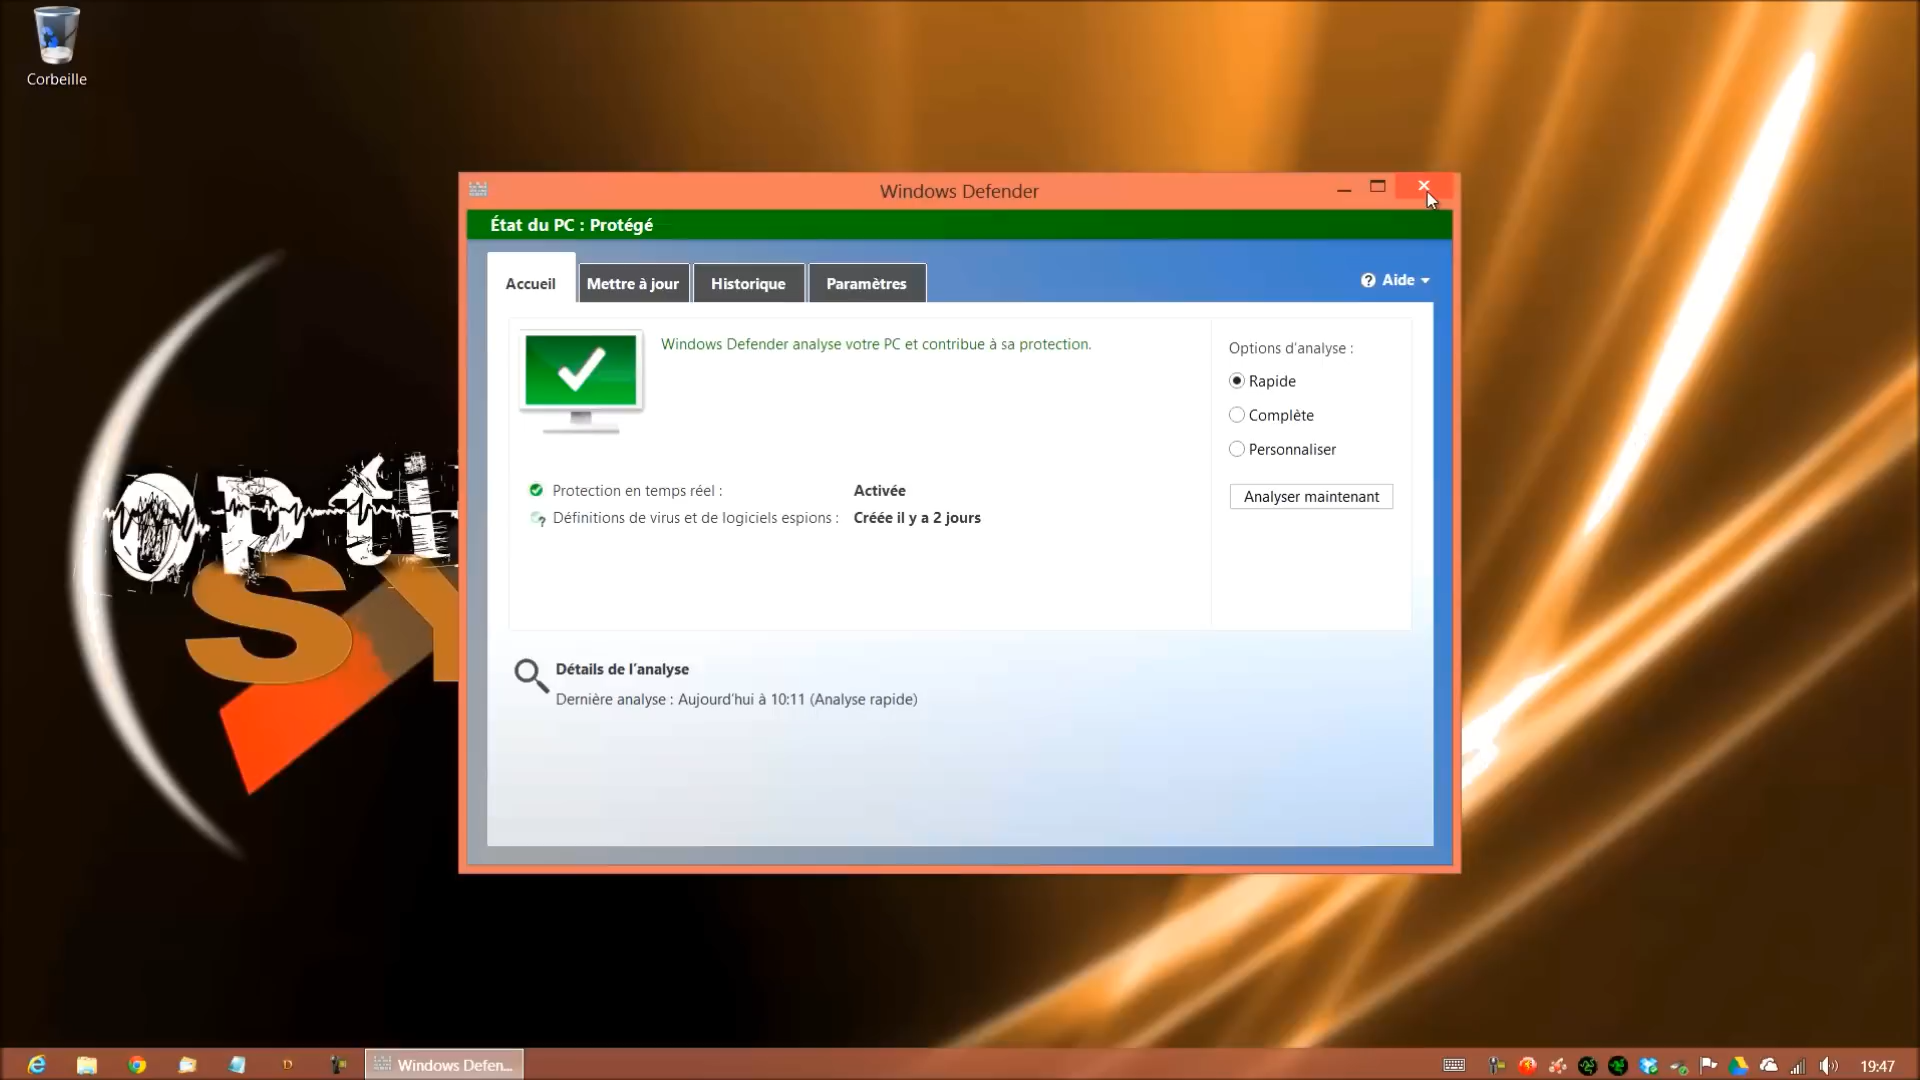 Corbeille
Windows Defender
État du PC : Protégé
Accueil
Mettre à jour
Historique
Paramètres
Aide
Windows Defender analyse votre PC et contribue à sa protection.
Options d'analyse :
Rapide
Complète
Personnaliser
Analyser maintenant
Protection en temps réel : Activée
Définitions de virus et de logiciels espions : Créée il y a 2 jours
Détails de l'analyse
Dernière analyse : Aujourd'hui à 10:11 (Analyse rapide)
opti
SY
Windows Defen...
19:47